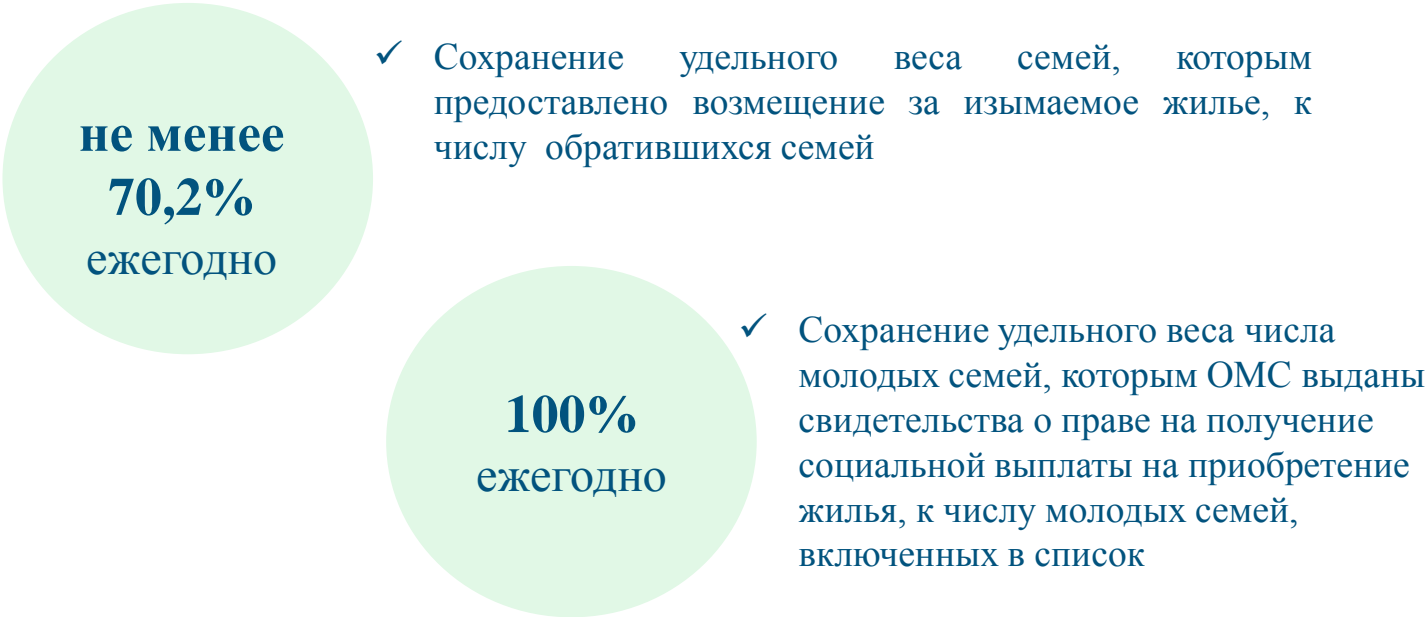 не менее
70,2%
ежегодно
✓ Сохранение удельного веса семей, которым
предоставлено возмещение за изымаемое жилье, к
числу обратившихся семей
100%
ежегодно
✓ Сохранение удельного веса числа
молодых семей, которым ОМС выданы
свидетельства о праве на получение
социальной выплаты на приобретение
жилья, к числу молодых семей,
включенных в список